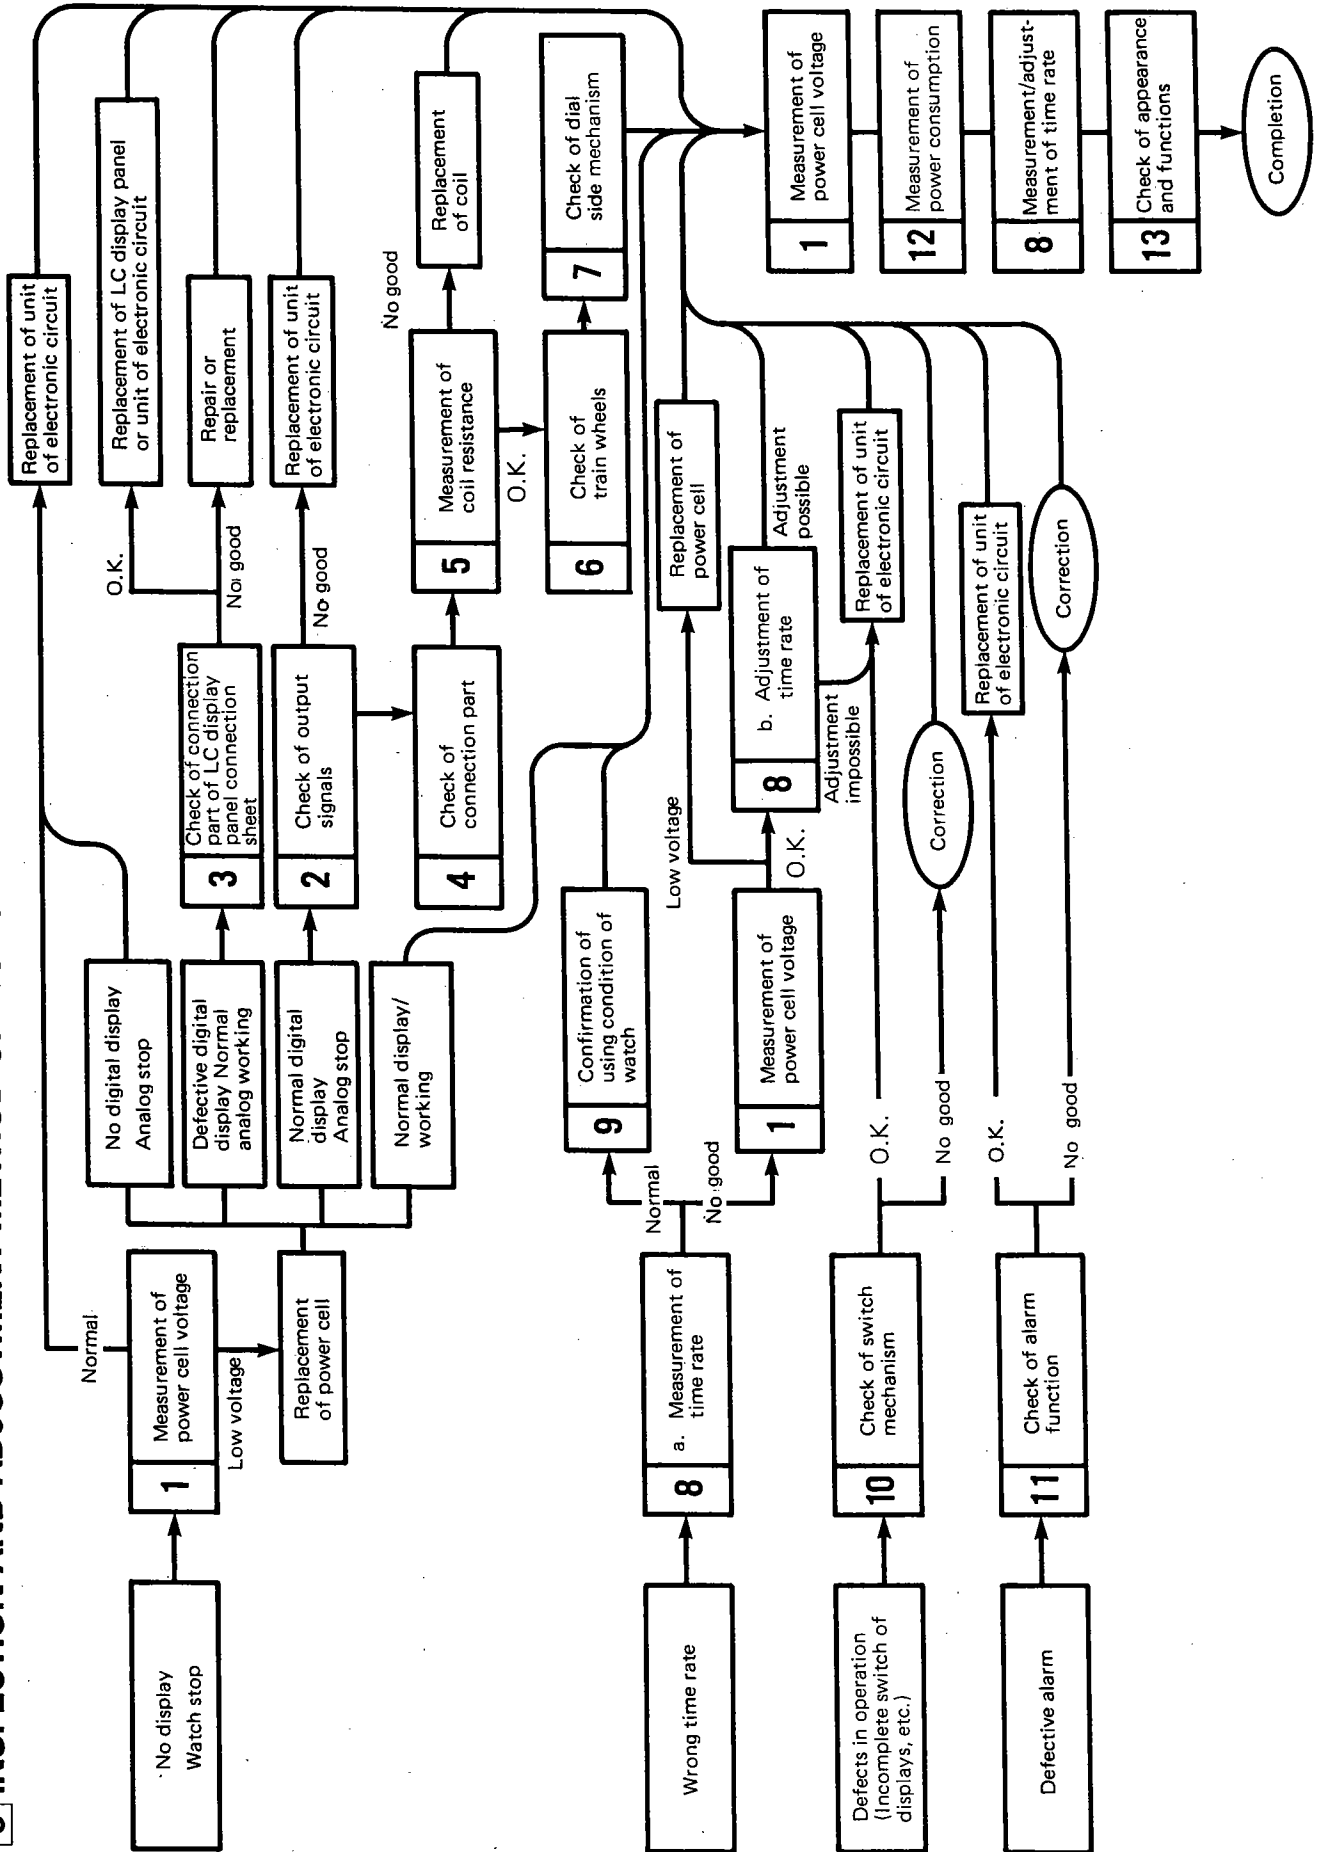 No display
Watch stop
1
Measurement of
power cell voltage
Normal
Low voltage
Replacement
of power cell
No digital display
Analog stop
Defective digital
display Normal
analog working
Normal digital
display
Analog stop
Normal display/
working
3
Check of connection
part of LC display
panel connection
sheet
O.K.
No good
2
Check of output
signals
No good
4
Check of
connection part
Replacement of unit
of electronic circuit
Replacement of LC display panel
or unit of electronic circuit
Repair or
replacement
Replacement of unit
of electronic circuit
5
Measurement of
coil resistance
No good
O.K.
Replacement
of coil
6
Check of
train wheels
7
Check of dial
side mechanism
Wrong time rate
8
a. Measurement of
time rate
Normal
No good
9
Confirmation of
using condition of
watch
1
Measurement of
power cell voltage
Low voltage
O.K.
Replacement of
power cell
8
b. Adjustment of
time rate
Adjustment
possible
Adjustment
impossible
Replacement of unit
of electronic circuit
Defects in operation
(Incomplete switch of
displays, etc.)
10
Check of switch
mechanism
O.K.
No good
Correction
Defective alarm
11
Check of alarm
function
O.K.
No good
Replacement of unit
of electronic circuit
Correction
1
Measurement of
power cell voltage
12
Measurement of
power consumption
8
Measurement/adjust-
ment of time rate
13
Check of appearance
and functions
Completion